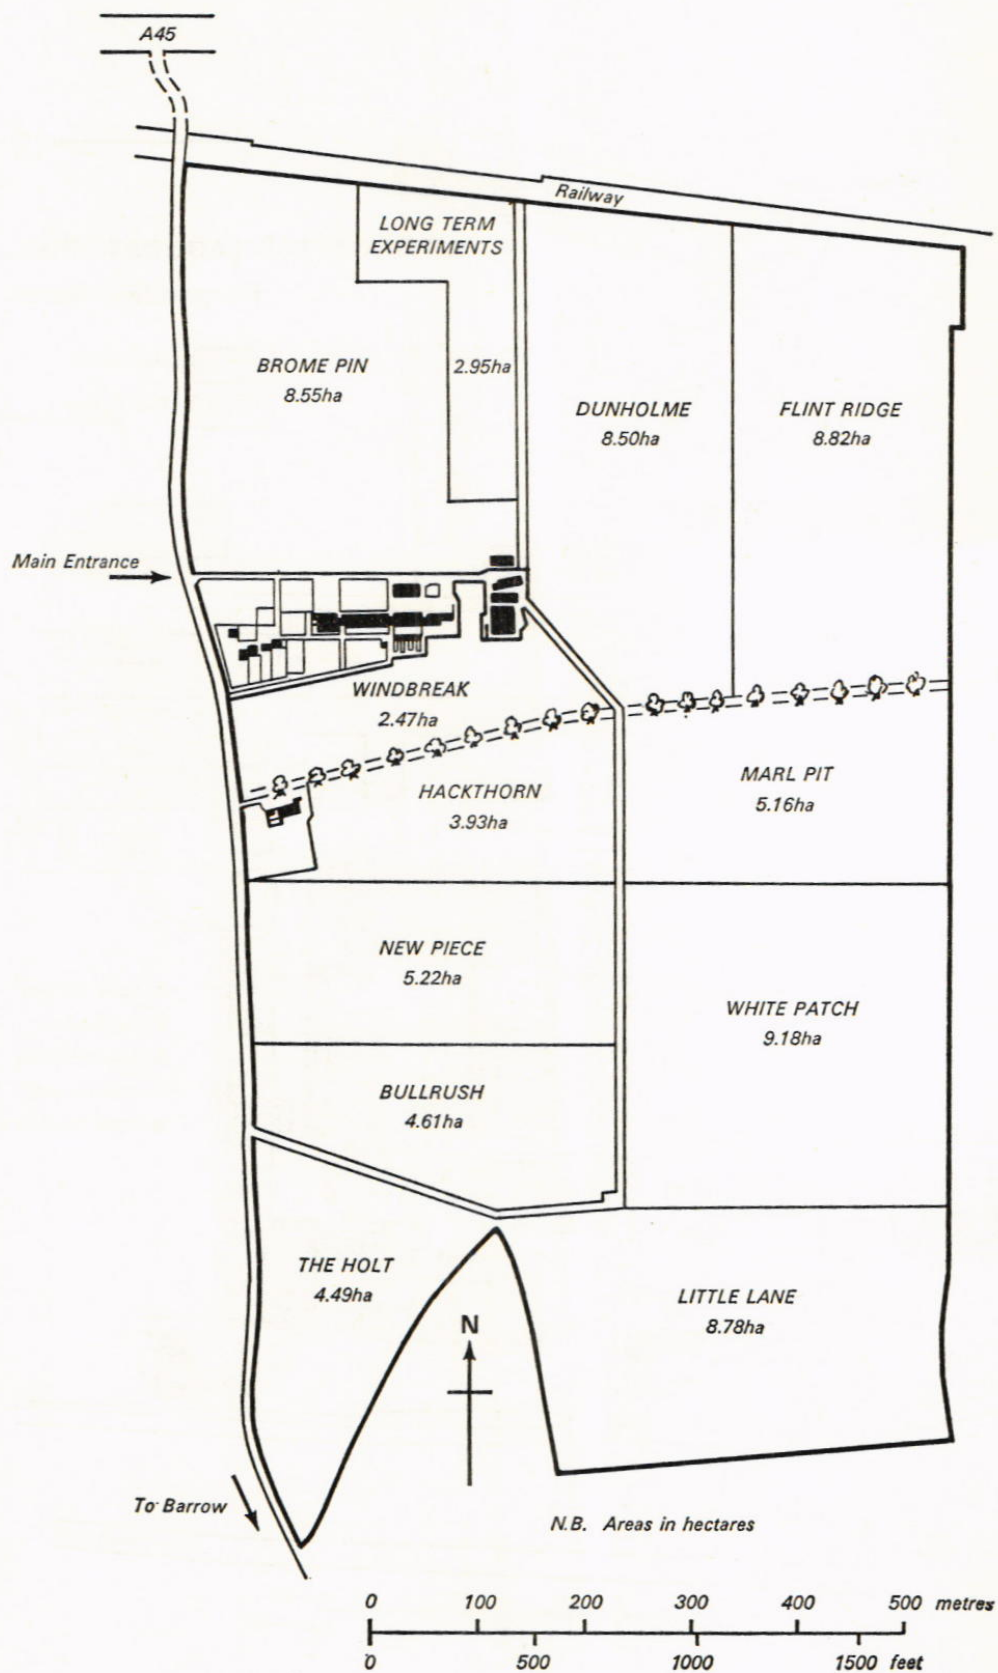 A45
Railway
LONG TERM
EXPERIMENTS
2.95ha
BROME PIN
8.55ha
DUNHOLME
8.50ha
FLINT RIDGE
8.82ha
Main Entrance
WINDBREAK
2.47ha
HACKTHORN
3.93ha
MARL PIT
5.16ha
NEW PIECE
5.22ha
WHITE PATCH
9.18ha
BULLRUSH
4.61ha
THE HOLT
4.49ha
LITTLE LANE
8.78ha
N
To Barrow
N.B. Areas in hectares
0 100 200 300 400 500 metres
0 500 1000 1500 feet